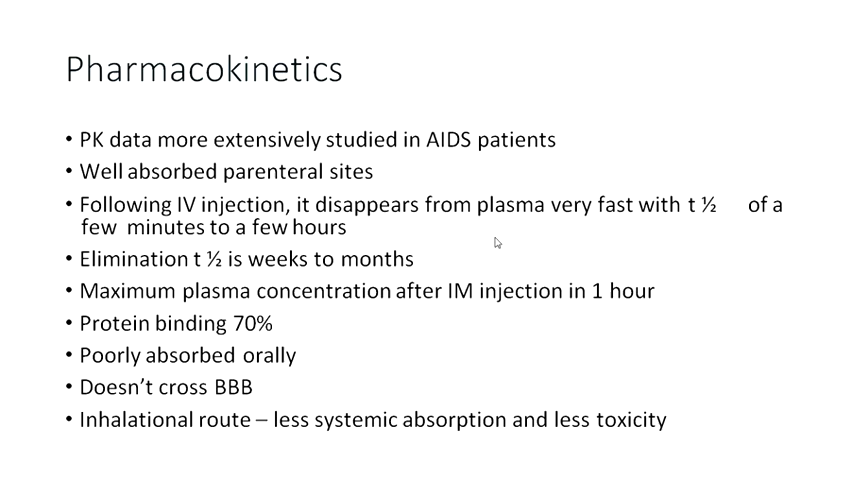 Pharmacokinetics
• PK data more extensively studied in AIDS patients
• Well absorbed parenteral sites
• Following IV injection, it disappears from plasma very fast with t ½ of a
few minutes to a few hours
• Elimination t ½ is weeks to months
• Maximum plasma concentration after IM injection in 1 hour
• Protein binding 70%
• Poorly absorbed orally
• Doesn’t cross BBB
• Inhalational route – less systemic absorption and less toxicity